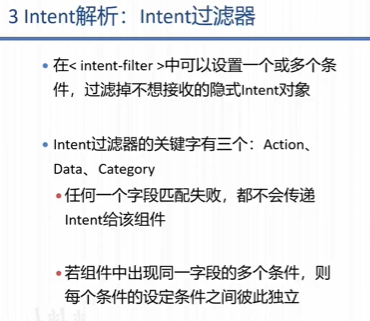 3 Intent解析：Intent过滤器
• 在< intent-filter >中可以设置一个或多个条
件，过滤掉不想接收的隐式Intent对象
• Intent过滤器的关键字有三个：Action、
Data、Category
• 任何一个字段匹配失败，都不会传递
Intent给该组件
• 若组件中出现同一字段的多个条件，则
每个条件的设定条件之间彼此独立